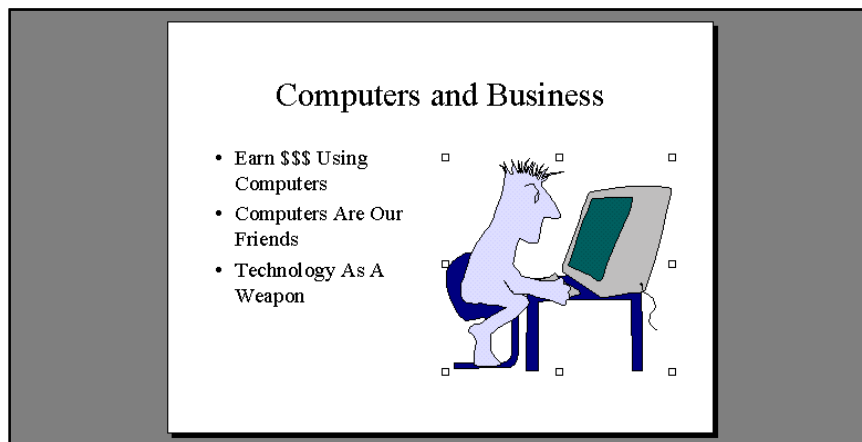 Computers and Business
• Earn $$$ Using
Computers
• Computers Are Our
Friends
• Technology As A
Weapon